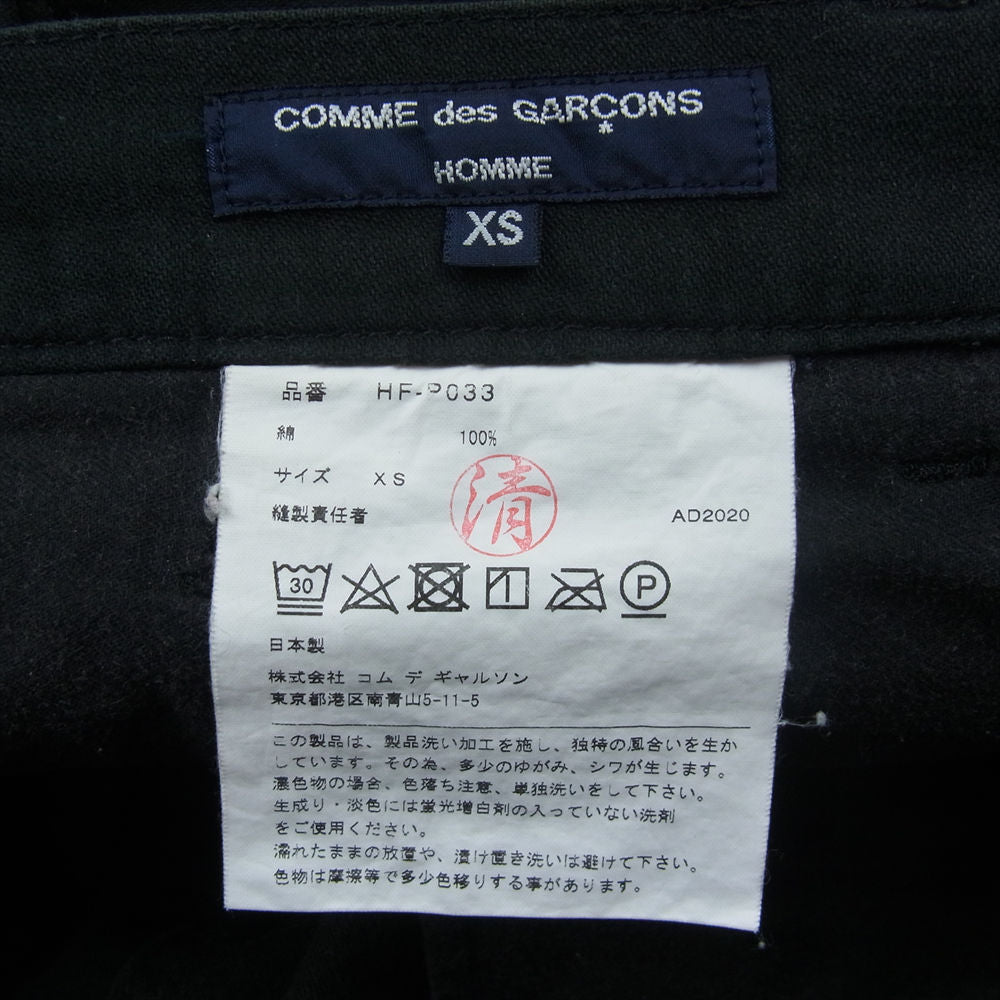 COMME des GARÇONS
HOMME
XS
品番 HF-P033
綿 100%
サイズ XS
清
縫製責任者 AD2020
30 P
日本製
株式会社 コム デ ギャルソン
東京都港区南青山5-11-5
この製品は、製品洗い加工を施し、独特の風合いを生か
しています。その為、多少のゆがみ、シワが生じます。
濃色物の場合、色落ち注意、単独洗いをして下さい。
生成り・淡色には蛍光増白剤の入っていない洗剤
をご使用ください。
濡れたままの放置や、漬け置き洗いは避けて下さい。
色物は摩擦等で多少色移りする事があります。